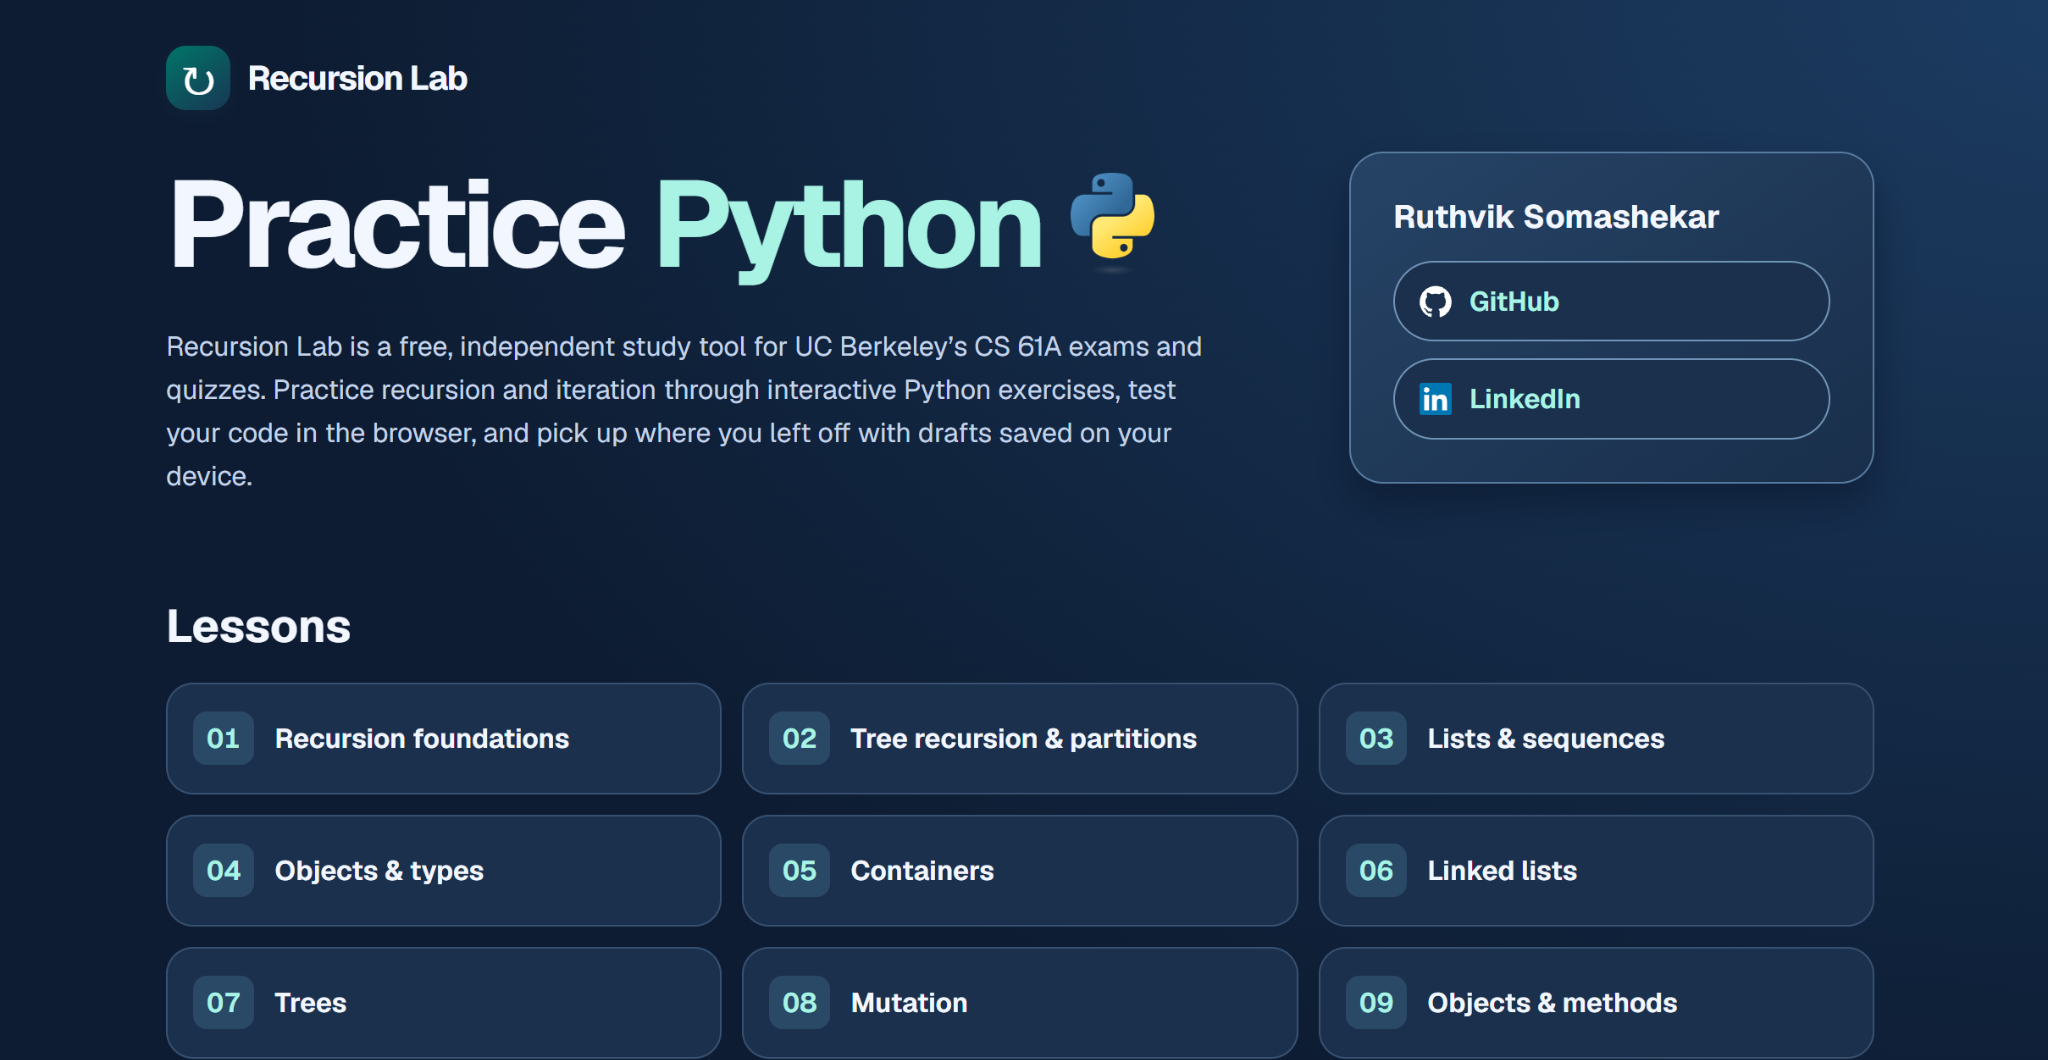 Recursion Lab
Practice Python
Recursion Lab is a free, independent study tool for UC Berkeley’s CS 61A exams and
quizzes. Practice recursion and iteration through interactive Python exercises, test
your code in the browser, and pick up where you left off with drafts saved on your
device.
Ruthvik Somashekar
GitHub
in LinkedIn
Lessons
01 Recursion foundations
02 Tree recursion & partitions
03 Lists & sequences
04 Objects & types
05 Containers
06 Linked lists
07 Trees
08 Mutation
09 Objects & methods